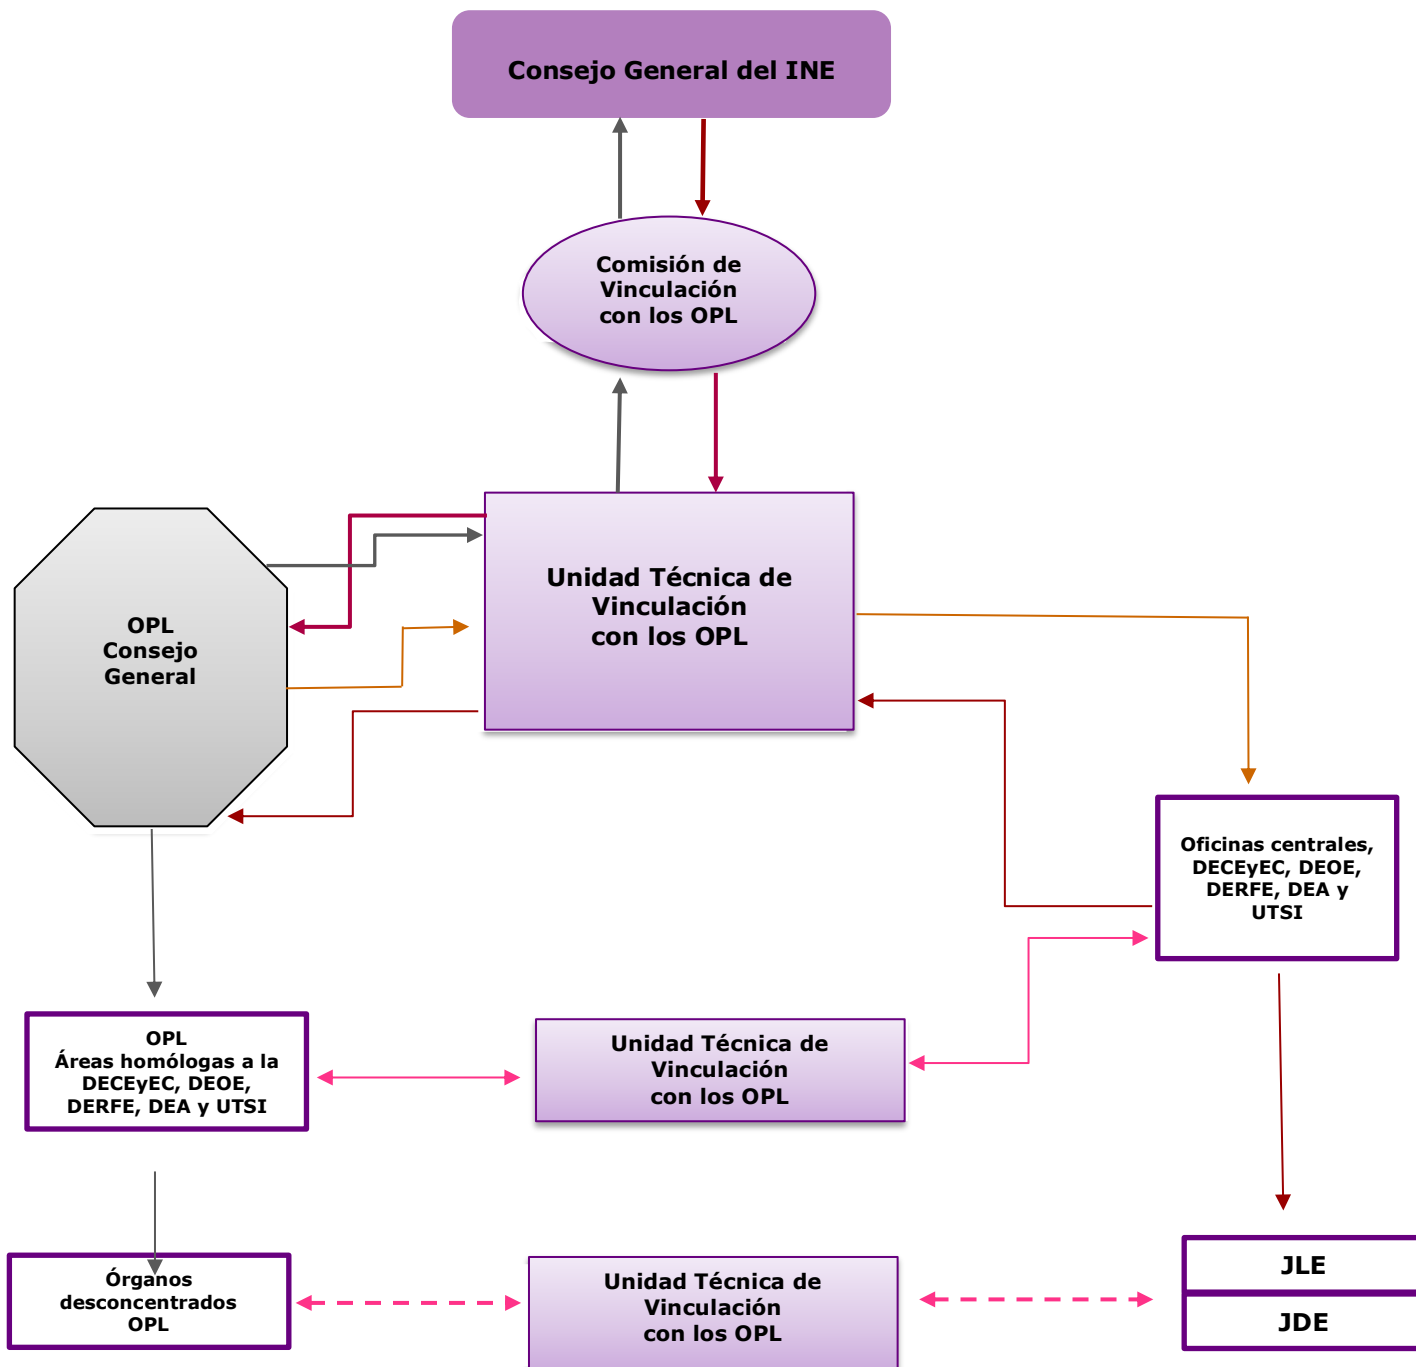 Consejo General del INE
Comisión de
Vinculación
con los OPL
Unidad Técnica de
Vinculación
con los OPL
OPL
Consejo
General
Oficinas centrales,
DECEyEC, DEOE,
DERFE, DEA y
UTSI
OPL
Áreas homólogas a la
DECEyEC, DEOE,
DERFE, DEA y UTSI
Unidad Técnica de
Vinculación
con los OPL
Órganos
desconcentrados
OPL
Unidad Técnica de
Vinculación
con los OPL
JLE
JDE